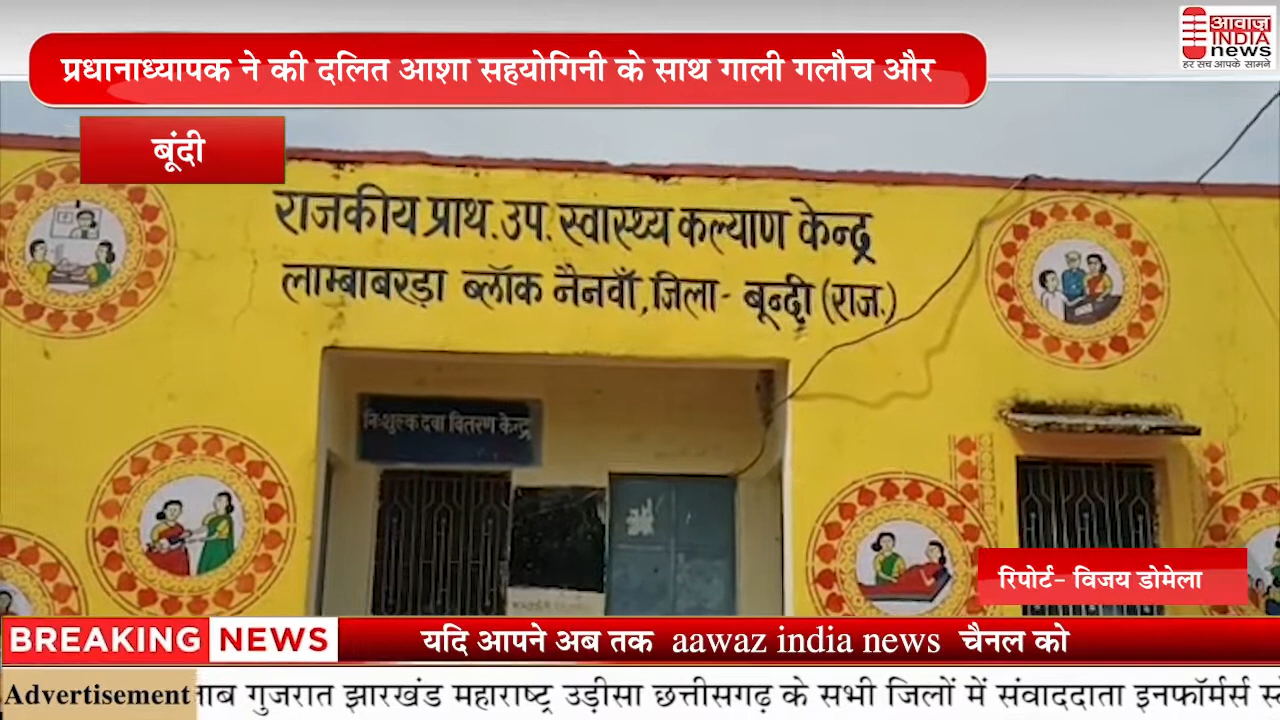 आवाज़
INDIA
news
हर सच आपके सामने
प्रधानाध्यापक ने की दलित आशा सहयोगिनी के साथ गाली गलौच और
बूंदी
राजकीय प्राथ. उप. स्वास्थ्य कल्याण केन्द्र
लाम्बाबरड़ा ब्लॉक नैनवाँ, जिला- बून्दी (राज.)
निःशुल्क दवा वितरण केन्द्र
रिपोर्ट- विजय डोमेला
BREAKING NEWS
यदि आपने अब तक aawaz india news चैनल को
Advertisement
गुजरात झारखंड महाराष्ट्र उड़ीसा छत्तीसगढ़ के सभी जिलों में संवाददाता इनफॉर्मर्स